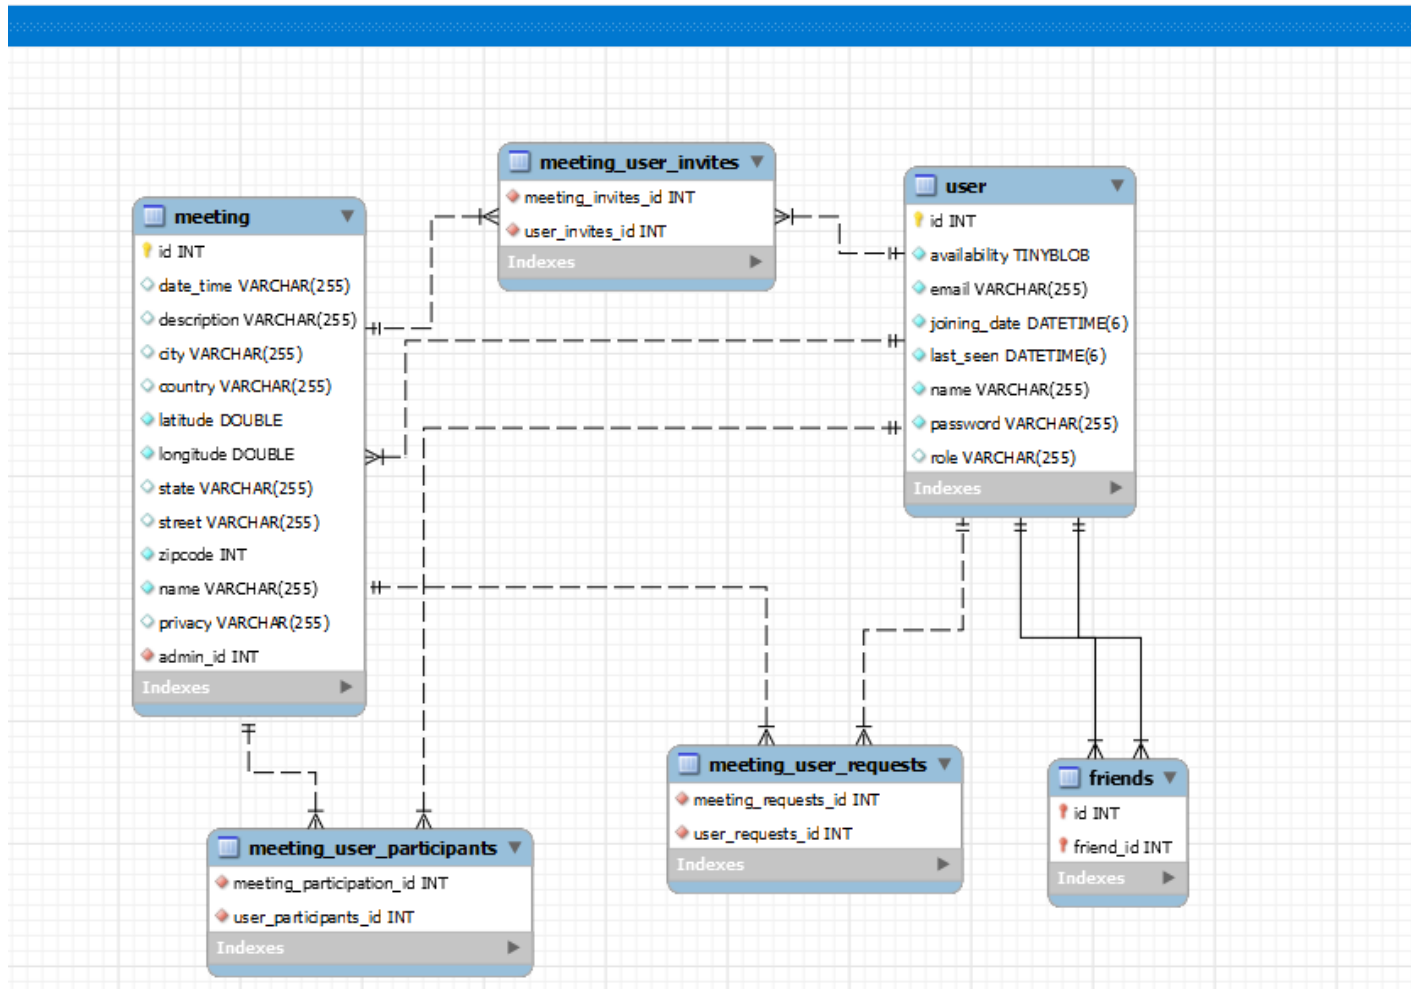 meeting_user_invites
meeting_invites_id INT
user_invites_id INT
Indexes
user
id INT
availability TINYBLOB
email VARCHAR(255)
joining_date DATETIME(6)
last_seen DATETIME(6)
name VARCHAR(255)
password VARCHAR(255)
role VARCHAR(255)
Indexes
meeting
id INT
date_time VARCHAR(255)
description VARCHAR(255)
city VARCHAR(255)
country VARCHAR(255)
latitude DOUBLE
longitude DOUBLE
state VARCHAR(255)
street VARCHAR(255)
zipcode INT
name VARCHAR(255)
privacy VARCHAR(255)
admin_id INT
Indexes
meeting_user_requests
meeting_requests_id INT
user_requests_id INT
Indexes
friends
id INT
friend_id INT
Indexes
meeting_user_participants
meeting_participation_id INT
user_participants_id INT
Indexes